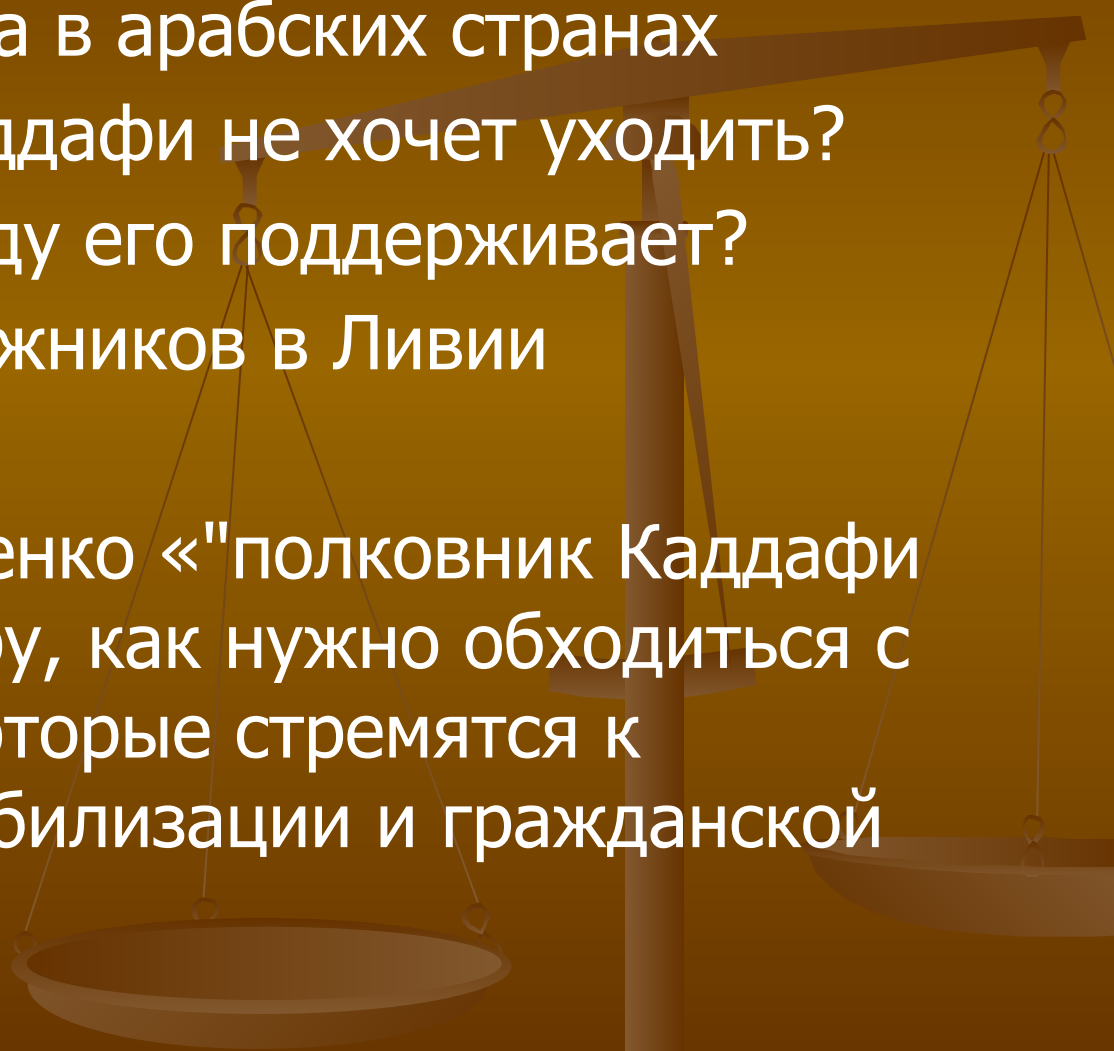 а в арабских странах
ддафи не хочет уходить?
ду его поддерживает?
жников в Ливии
енко «"полковник Каддафи
ру, как нужно обходиться с
оторые стремятся к
билизации и гражданской